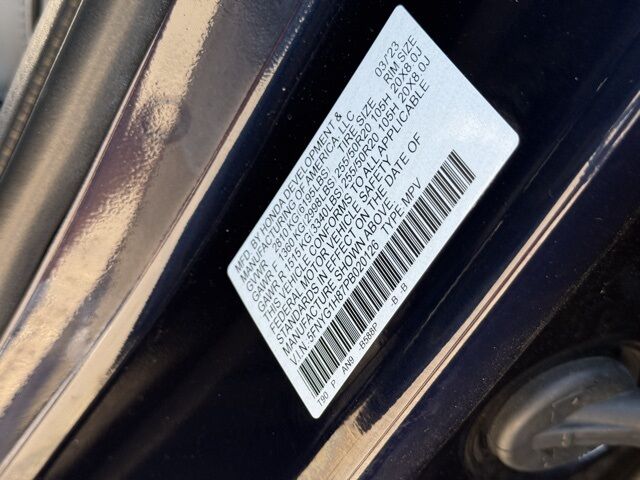 MFD. BY HONDA DEVELOPMENT & 03/23
MANUFACTURING OF AMERICA, LLC
GVWR 2810 KG 6195LBS TIRE SIZE RIM SIZE
GAWR F 1360 KG 2998LBS 255/50R20 105H 20X8.0J
GAWR R 1515 KG 3340LBS 255/50R20 105H 20X8.0J
THIS VEHICLE CONFORMS TO ALL APPLICABLE
FEDERAL MOTOR VEHICLE SAFETY
STANDARDS IN EFFECT ON THE DATE OF
MANUFACTURE SHOWN ABOVE.
V.I.N: 5FNYG1H87PB020126 TYPE: MPV
T90 P AN9 B588P -B -B